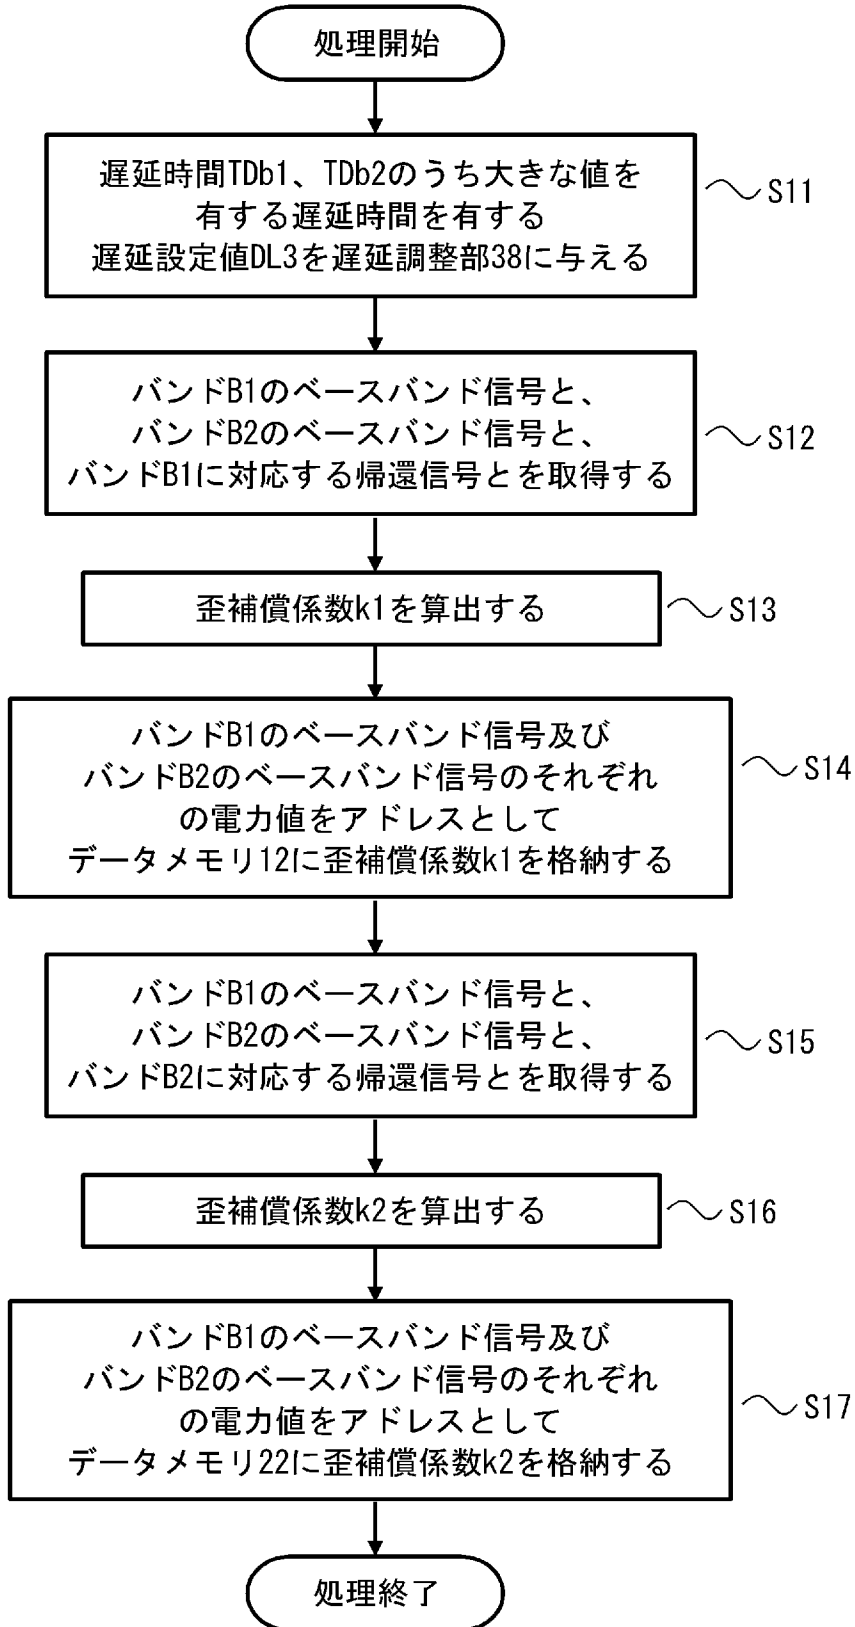 処理開始
遅延時間TDb1、TDb2のうち大きな値を
有する遅延時間を有する
遅延設定値DL3を遅延調整部38に与える
S11
バンドB1のベースバンド信号と、
バンドB2のベースバンド信号と、
バンドB1に対応する帰還信号とを取得する
S12
歪補償係数k1を算出する
S13
バンドB1のベースバンド信号及び
バンドB2のベースバンド信号のそれぞれ
の電力値をアドレスとして
データメモリ12に歪補償係数k1を格納する
S14
バンドB1のベースバンド信号と、
バンドB2のベースバンド信号と、
バンドB2に対応する帰還信号とを取得する
S15
歪補償係数k2を算出する
S16
バンドB1のベースバンド信号及び
バンドB2のベースバンド信号のそれぞれ
の電力値をアドレスとして
データメモリ22に歪補償係数k2を格納する
S17
処理終了